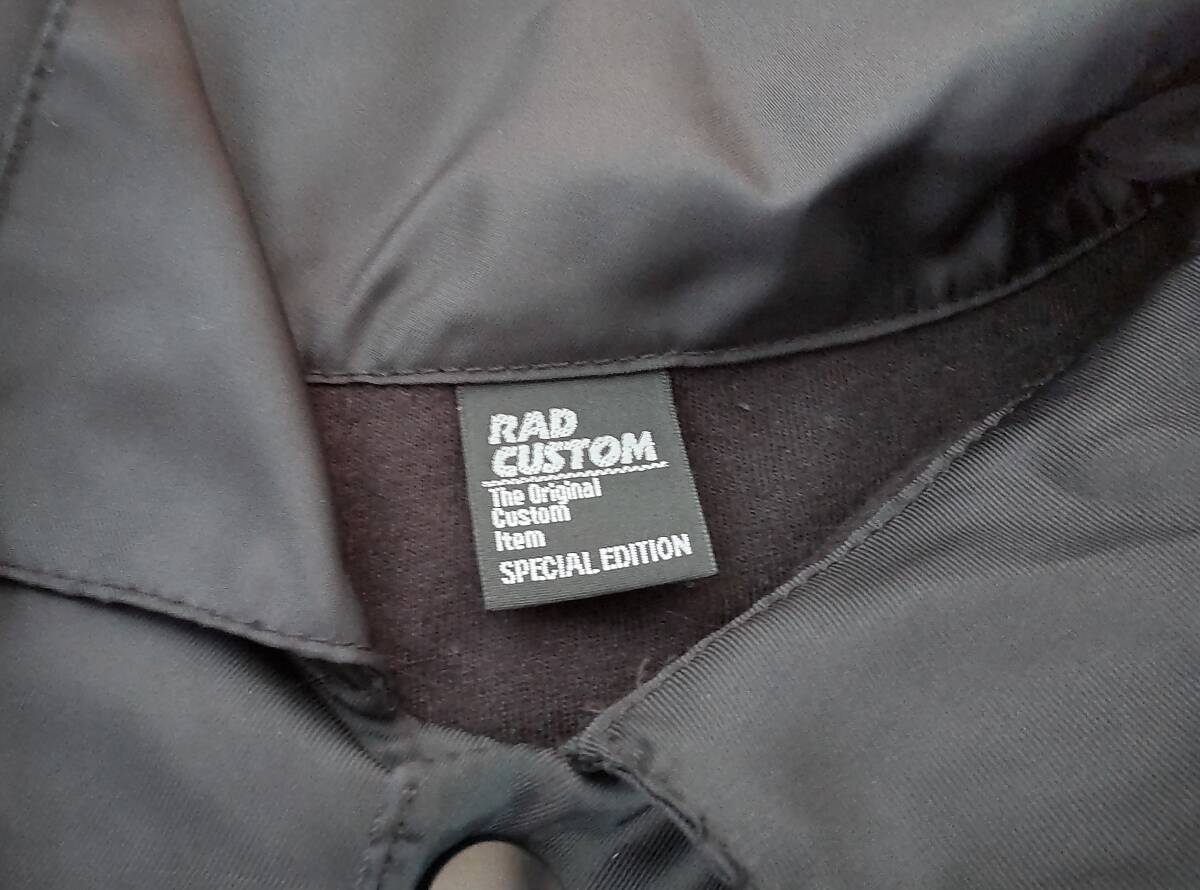 RAD
CUSTOM
The Original
Custom
Item
SPECIAL EDITION